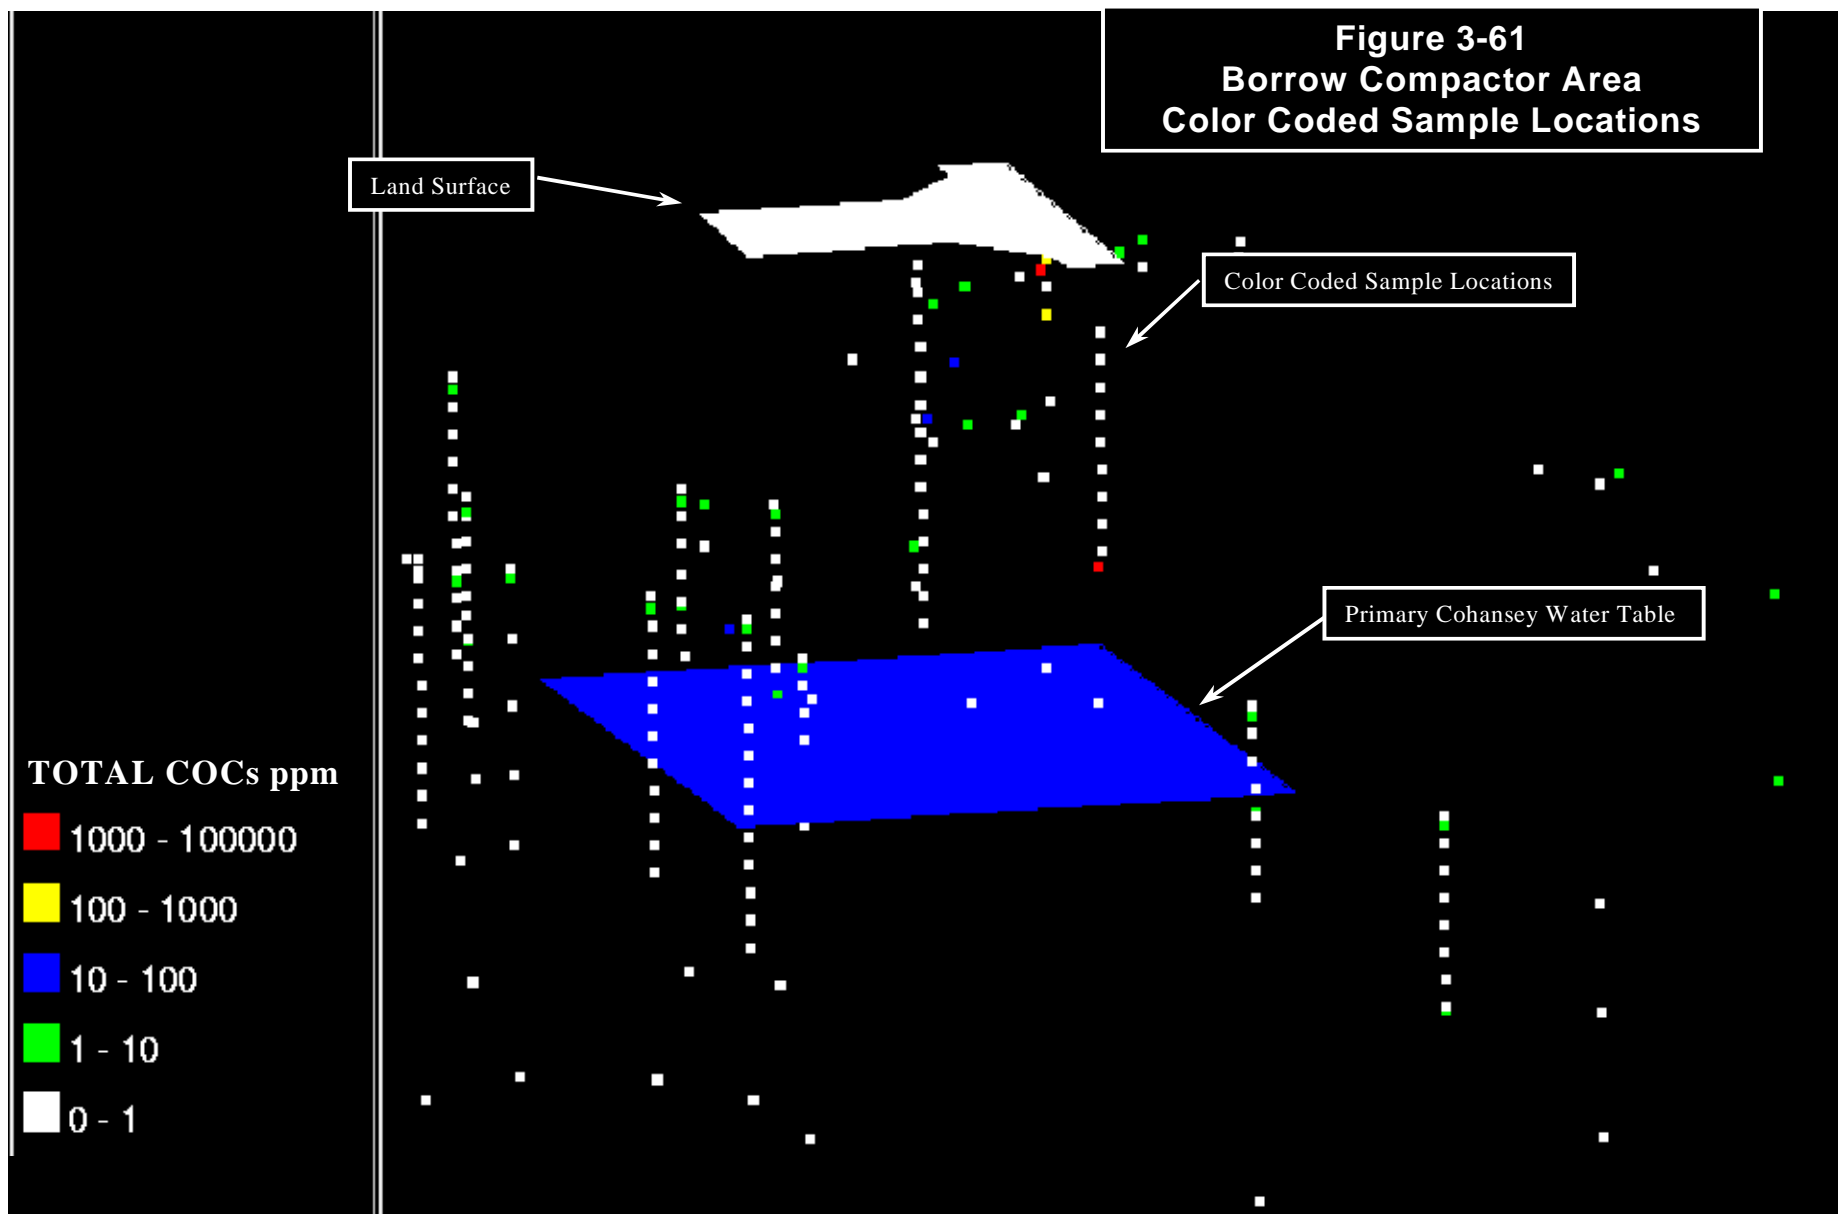 Figure 3-61
Borrow Compactor Area
Color Coded Sample Locations
Land Surface
Color Coded Sample Locations
Primary Cohansey Water Table
TOTAL COCs ppm
1000 - 100000
100 - 1000
10 - 100
1 - 10
0 - 1